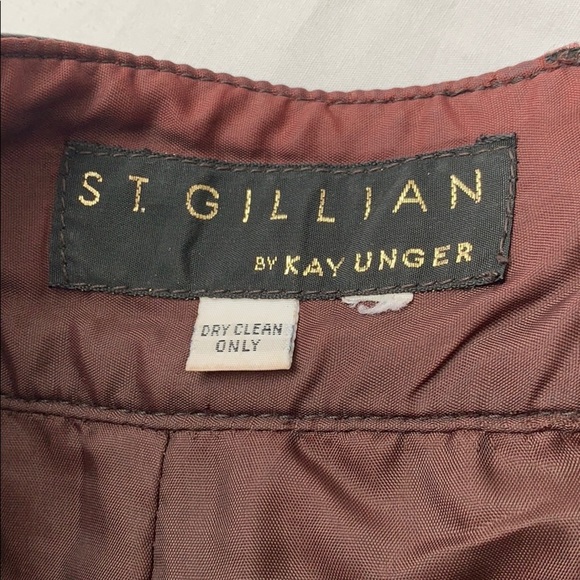 ST. GILLIAN
BY KAY UNGER
DRY CLEAN
ONLY